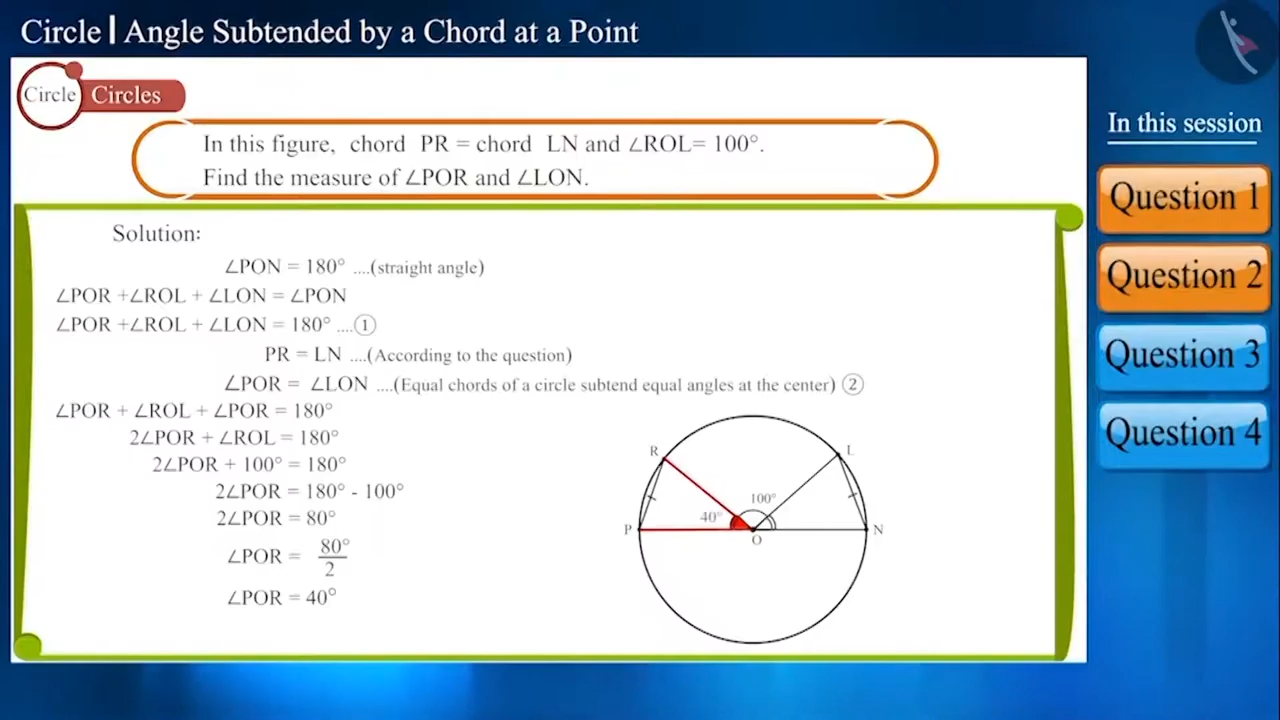 Circle | Angle Subtended by a Chord at a Point
Circle Circles
In this figure, chord PR = chord LN and ∠ROL= 100°.
Find the measure of ∠POR and ∠LON.
In this session
Question 1
Question 2
Question 3
Question 4
Solution:
∠PON = 180° ....(straight angle)
∠POR +∠ROL + ∠LON = ∠PON
∠POR +∠ROL + ∠LON = 180° ....①
PR = LN ....(According to the question)
∠POR = ∠LON ....(Equal chords of a circle subtend equal angles at the center) ②
∠POR + ∠ROL + ∠POR = 180°
2∠POR + ∠ROL = 180°
2∠POR + 100° = 180°
2∠POR = 180° - 100°
2∠POR = 80°
∠POR = 80°/2
∠POR = 40°
R
L
100°
40°
P
O
N